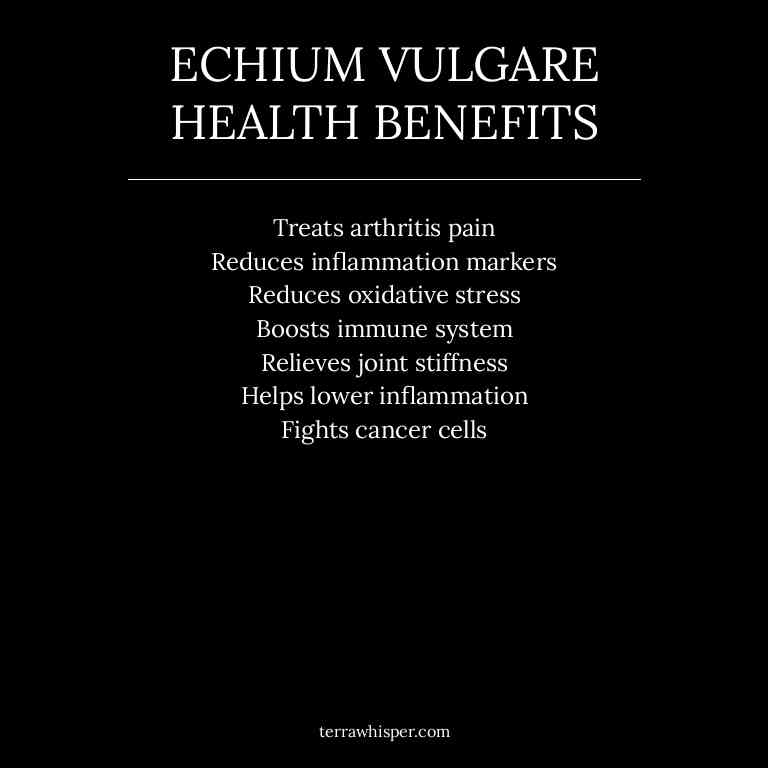 ECHIUM VULGARE
HEALTH BENEFITS
Treats arthritis pain
Reduces inflammation markers
Reduces oxidative stress
Boosts immune system
Relieves joint stiffness
Helps lower inflammation
Fights cancer cells
terrawhisper.com